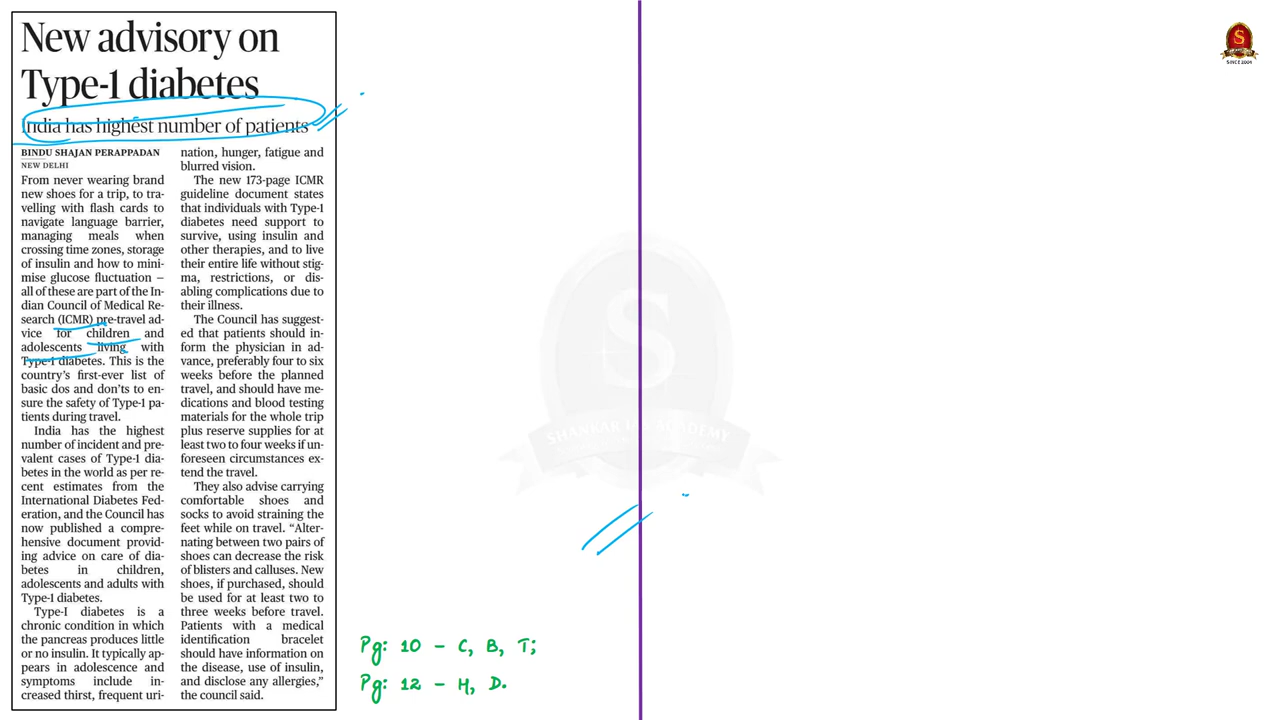 New advisory on
Type-1 diabetes
India has highest number of patients
BINDU SHAJAN PERAPPADAN
NEW DELHI
From never wearing brand
new shoes for a trip, to tra-
velling with flash cards to
navigate language barrier,
managing meals when
crossing time zones, storage
of insulin and how to mini-
mise glucose fluctuation –
all of these are part of the In-
dian Council of Medical Re-
search (ICMR) pre-travel ad-
vice for children and
adolescents living with
Type-1 diabetes. This is the
country's first-ever list of
basic dos and don'ts to en-
sure the safety of Type-1 pa-
tients during travel.
India has the highest
number of incident and pre-
valent cases of Type-1 dia-
betes in the world as per re-
cent estimates from the
International Diabetes Fed-
eration, and the Council has
now published a compre-
hensive document provid-
ing advice on care of dia-
betes in children,
adolescents and adults with
Type-1 diabetes.
Type-I diabetes is a
chronic condition in which
the pancreas produces little
or no insulin. It typically ap-
pears in adolescence and
symptoms include in-
creased thirst, frequent uri-
nation, hunger, fatigue and
blurred vision.
The new 173-page ICMR
guideline document states
that individuals with Type-1
diabetes need support to
survive, using insulin and
other therapies, and to live
their entire life without stig-
ma, restrictions, or dis-
abling complications due to
their illness.
The Council has suggest-
ed that patients should in-
form the physician in ad-
vance, preferably four to six
weeks before the planned
travel, and should have me-
dications and blood testing
materials for the whole trip
plus reserve supplies for at
least two to four weeks if un-
foreseen circumstances ex-
tend the travel.
They also advise carrying
comfortable shoes and
socks to avoid straining the
feet while on travel. “Alter-
nating between two pairs of
shoes can decrease the risk
of blisters and calluses. New
shoes, if purchased, should
be used for at least two to
three weeks before travel.
Patients with a medical
identification bracelet
should have information on
the disease, use of insulin,
and disclose any allergies,”
the council said.
Pg: 10 - C, B, T;
Pg: 12 - H, D.
S
SHANKAR IAS ACADEMY
S
SINCE 2004